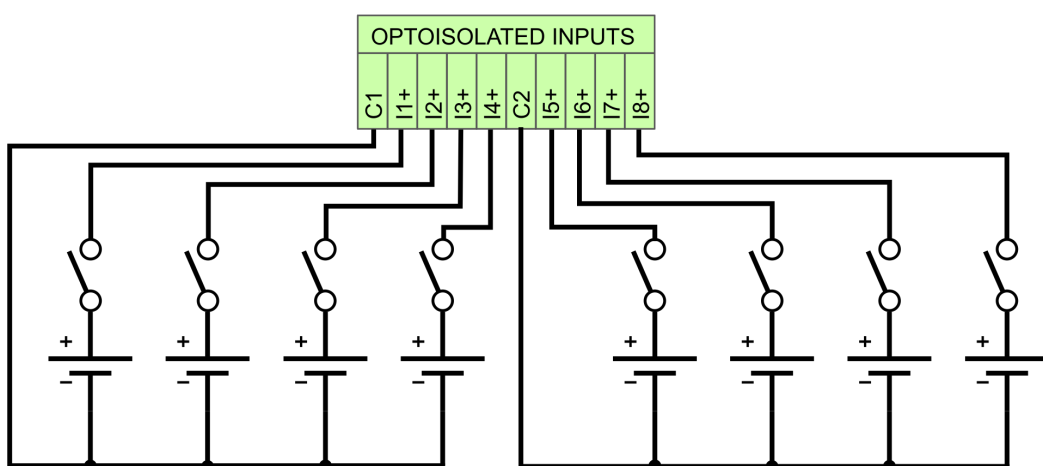 OPTOISOLATED INPUTS
C1
I1+
I2+
I3+
I4+
C2
I5+
I6+
I7+
I8+
+ + + + + + + +
− − − − − − − −